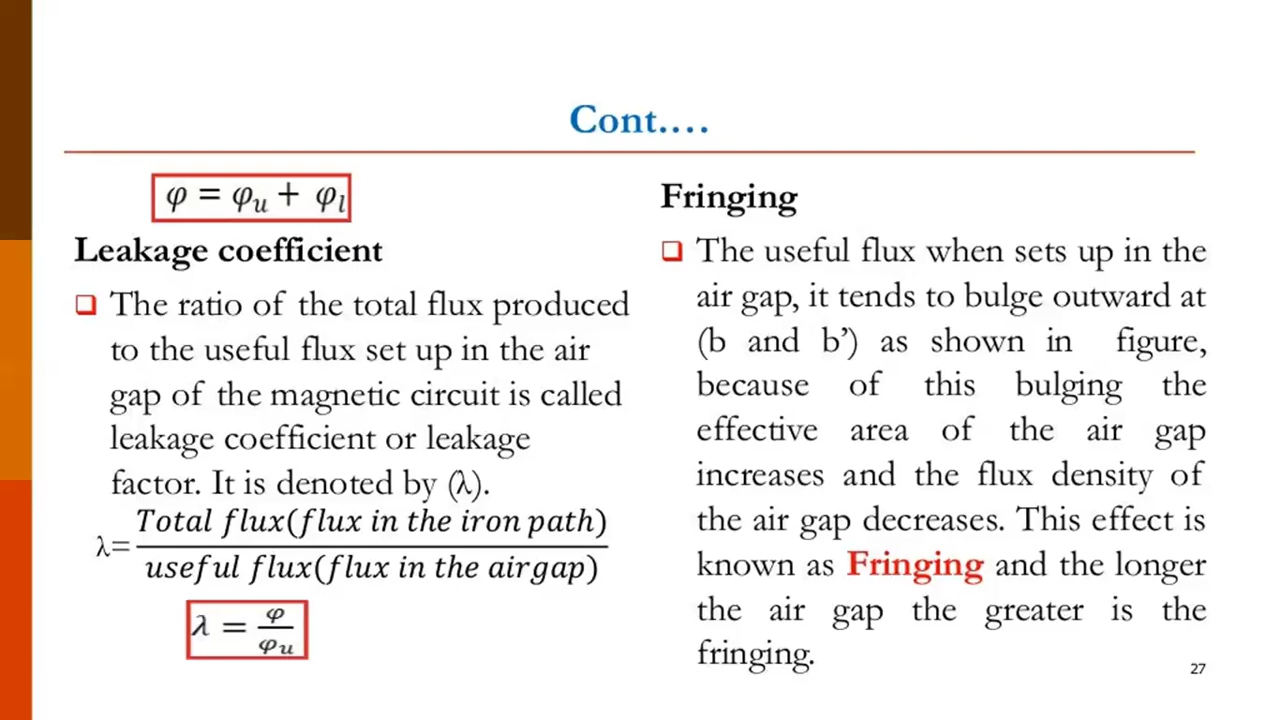 Cont….
φ = φᵤ + φₗ
Leakage coefficient
❑ The ratio of the total flux produced
to the useful flux set up in the air
gap of the magnetic circuit is called
leakage coefficient or leakage
factor. It is denoted by (λ).
λ= Total flux(flux in the iron path)
useful flux(flux in the airgap)
λ = φ/φᵤ
Fringing
❑ The useful flux when sets up in the
air gap, it tends to bulge outward at
(b and b’) as shown in figure,
because of this bulging the
effective area of the air gap
increases and the flux density of
the air gap decreases. This effect is
known as Fringing and the longer
the air gap the greater is the
fringing.
27